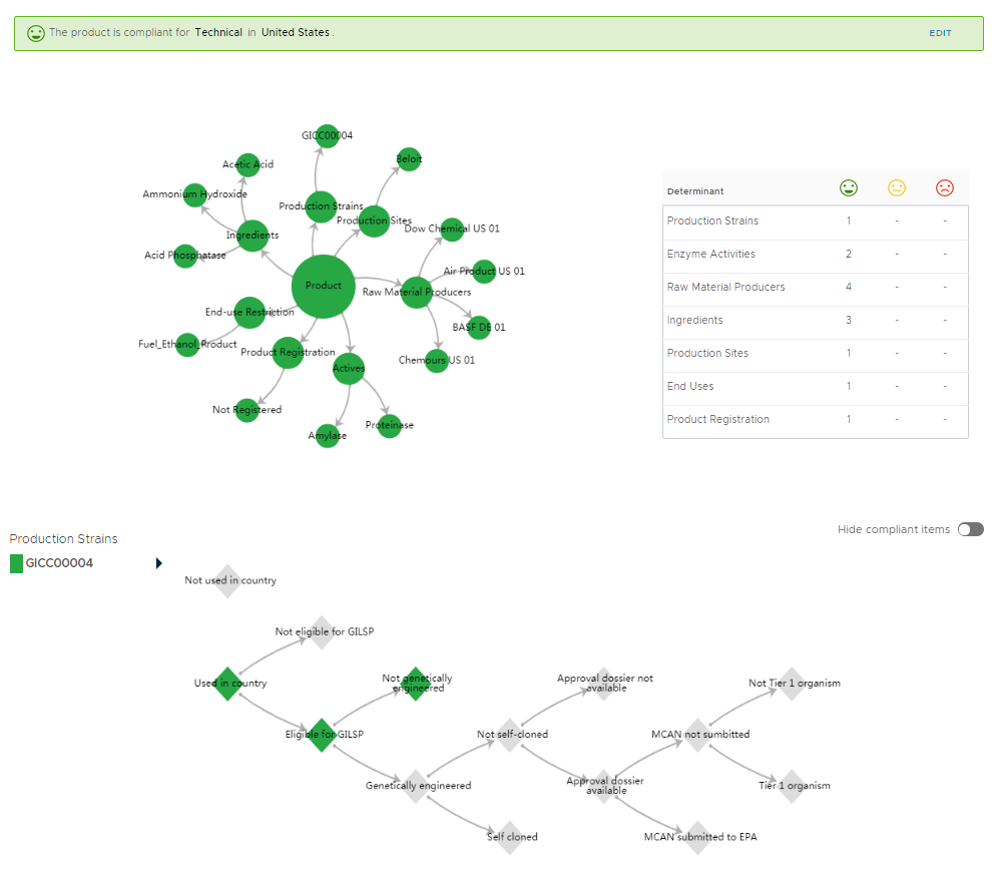 The product is compliant for Technical in United States.
EDIT
GICC00004
Beloit
Acetic Acid
Ammonium Hydroxide
Production Strains
Production Sites
Dow Chemical US 01
Ingredients
Acid Phosphatase
Air Product US 01
Product
Raw Material Producers
End-use Restriction
BASF DE 01
Fuel_Ethanol_Product
Product Registration
Chemours US 01
Actives
Not Registered
Proteinase
Amylase
Determinant
Production Strains 1 - -
Enzyme Activities 2 - -
Raw Material Producers 4 - -
Ingredients 3 - -
Production Sites 1 - -
End Uses 1 - -
Product Registration 1 - -
Hide compliant items
Production Strains
GICC00004
Not used in country
Not eligible for GILSP
Used in country
Not genetically
engineered
Approval dossier not
available
Not Tier 1 organism
Eligible for GILSP
Not self-cloned
MCAN not sumbitted
Genetically engineered
Approval dossier
available
Tier 1 organism
Self cloned
MCAN submitted to EPA